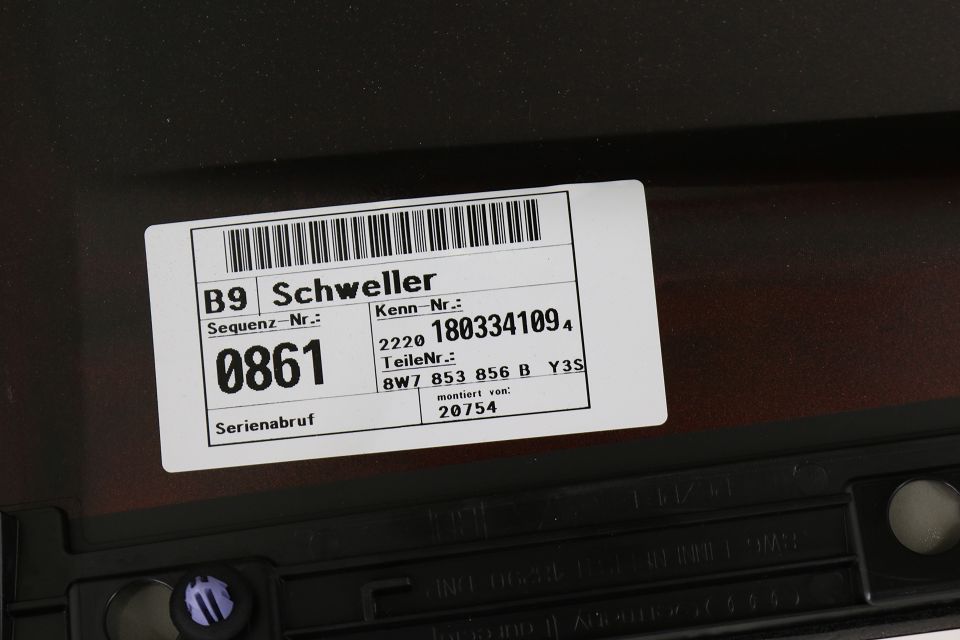 B9 Schweller
Sequenz-Nr.:
0861
Kenn-Nr.:
2220 180334109 4
TeileNr.:
8W7 853 856 B Y3S
Serienabruf
montiert von:
20754